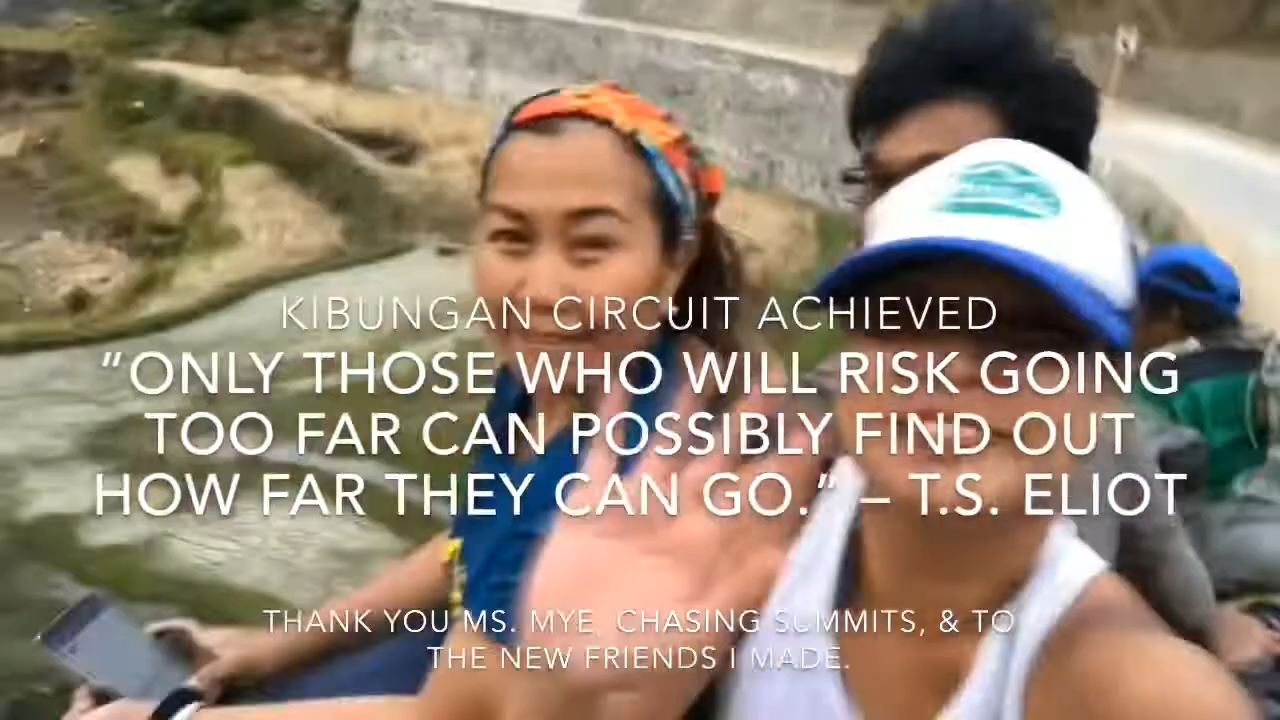 KIBUNGAN CIRCUIT ACHIEVED
“ONLY THOSE WHO WILL RISK GOING
TOO FAR CAN POSSIBLY FIND OUT
HOW FAR THEY CAN GO.” – T.S. ELIOT
THANK YOU MS. MYE, CHASING SUMMITS, & TO
THE NEW FRIENDS I MADE.